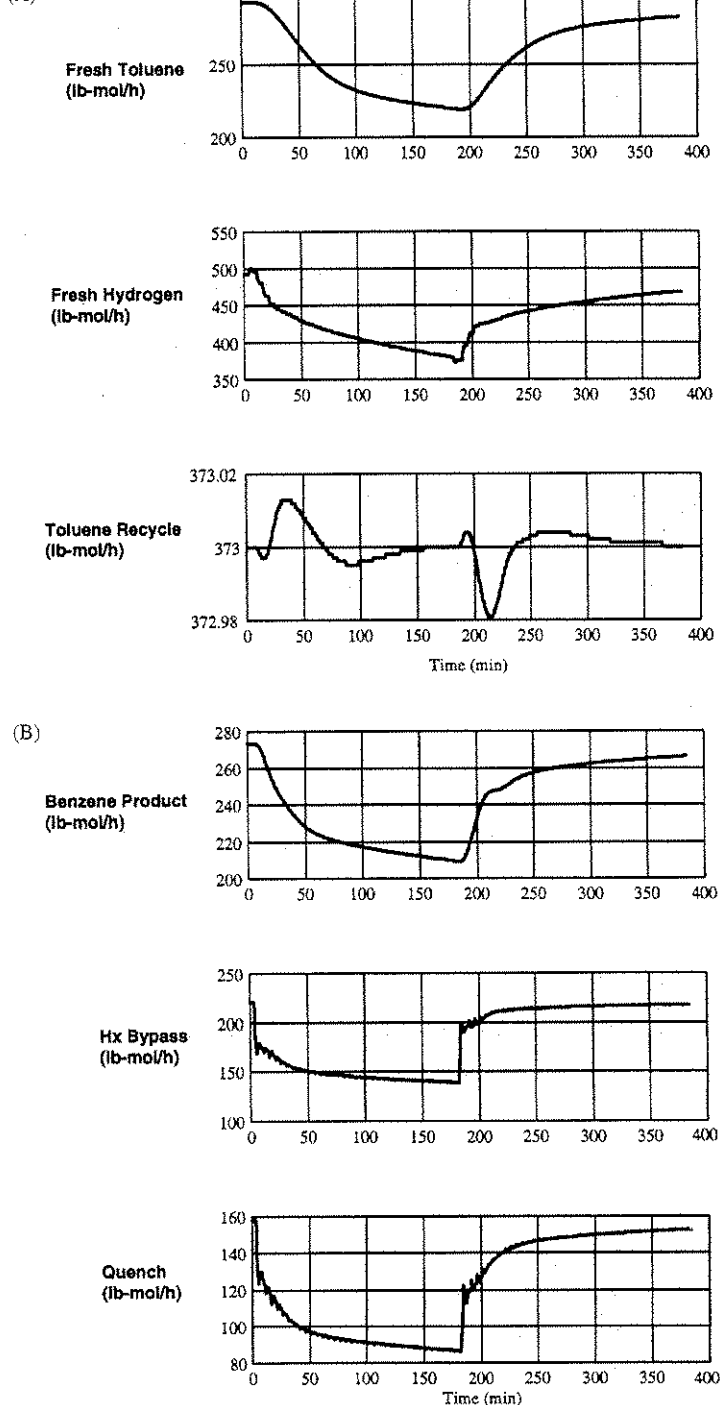 Fresh Toluene
(lb-mol/h)
250
200
0 50 100 150 200 250 300 350 400
Fresh Hydrogen
(lb-mol/h)
550
500
450
400
350
0 50 100 150 200 250 300 350 400
Toluene Recycle
(lb-mol/h)
373.02
373
372.98
0 50 100 150 200 250 300 350 400
Time (min)
(B)
Benzene Product
(lb-mol/h)
280
260
240
220
200
0 50 100 150 200 250 300 350 400
Hx Bypass
(lb-mol/h)
250
200
150
100
0 50 100 150 200 250 300 350 400
Quench
(lb-mol/h)
160
140
120
100
80
0 50 100 150 200 250 300 350 400
Time (min)